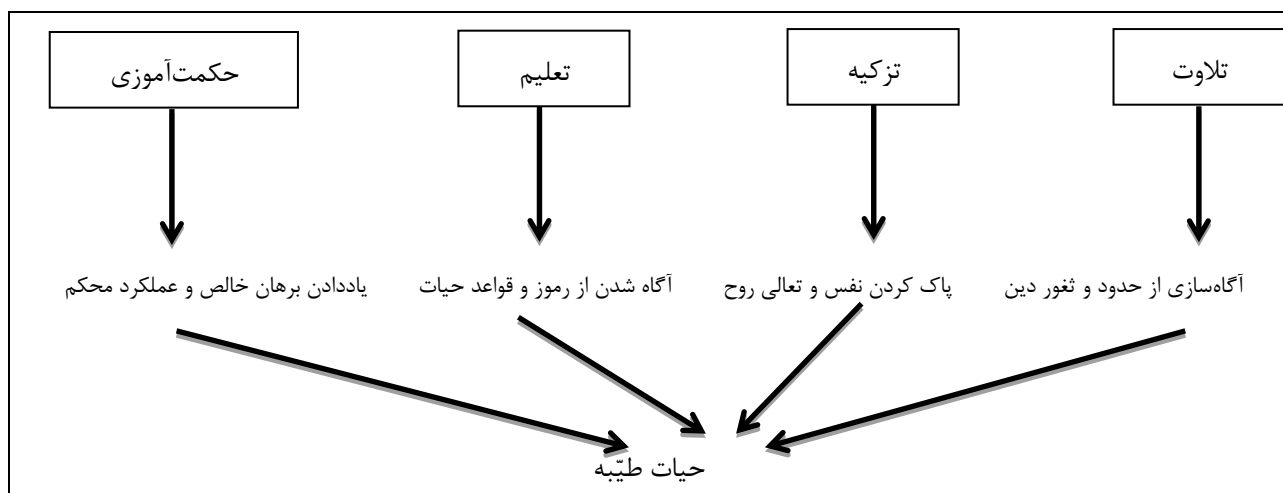 تلاوت
تزکیه
تعلیم
حکمت‌آموزی
آگاه‌سازی از حدود و ثغور دین
پاک کردن نفس و تعالی روح
آگاه شدن از رموز و قواعد حیات
یاددادن برهان خالص و عملکرد محکم
حیات طیّبه